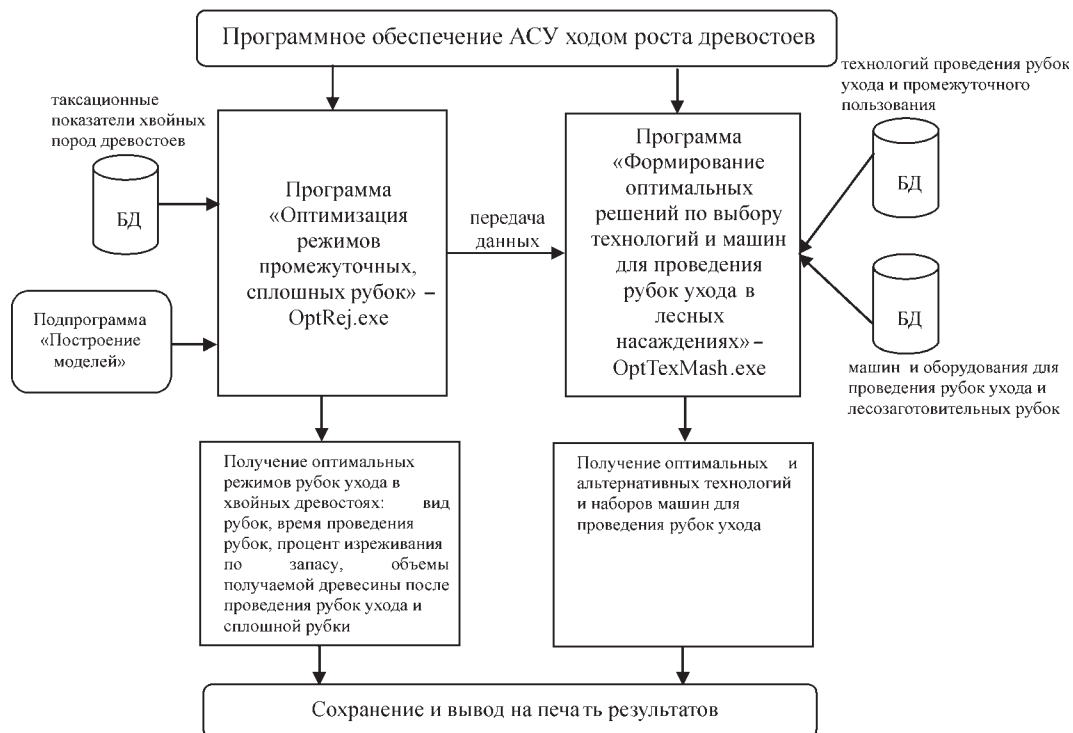 Программное обеспечение АСУ ходом роста древостоев
таксационные
показатели хвойных
пород древостоев
БД
Подпрограмма
«Построение
моделей»
Программа
«Оптимизация
режимов
промежуточных,
сплошных рубок» –
OptRej.exe
передача
данных
Программа
«Формирование
оптимальных
решений по выбору
технологий и машин
для проведения
рубок ухода в
лесных
насаждениях» –
OptTexMash.exe
технологий проведения рубок
ухода и промежуточного
пользования
БД
БД
машин и оборудования для
проведения рубок ухода и
лесозаготовительных рубок
Получение оптимальных
режимов рубок ухода в
хвойных древостоях: вид
рубок, время проведения
рубок, процент изреживания
по запасу, объемы
получаемой древесины после
проведения рубок ухода и
сплошной рубки
Получение оптимальных и
альтернативных технологий
и наборов машин для
проведения рубок ухода
Сохранение и вывод на печать результатов